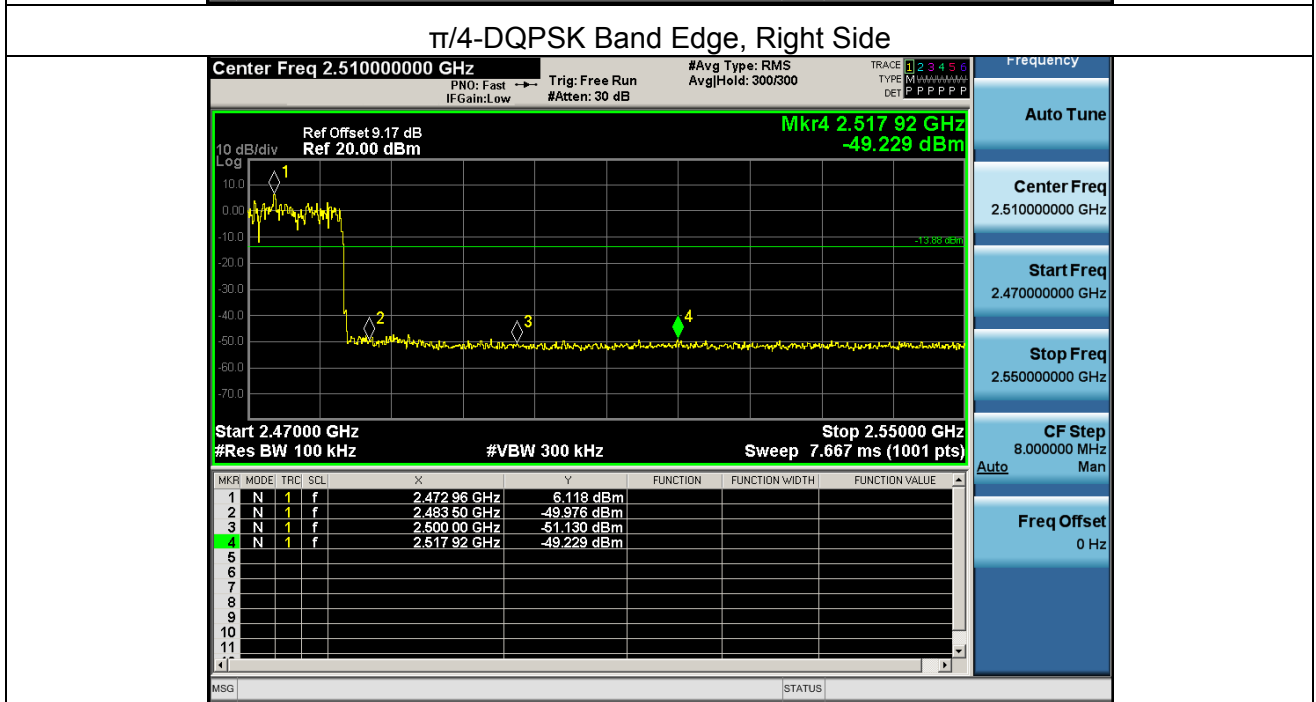 π/4-DQPSK Band Edge, Right Side
Center Freq 2.510000000 GHz
PNO: Fast
IFGain:Low
Trig: Free Run
#Atten: 30 dB
#Avg Type: RMS
Avg|Hold: 300/300
TRACE 1 2 3 4 5 6
TYPE M
DET P P P P P P
Frequency
Ref Offset 9.17 dB
10 dB/div Ref 20.00 dBm
Log
Mkr4 2.517 92 GHz
-49.229 dBm
10.0
0.00
-10.0
-20.0
-30.0
-40.0
-50.0
-60.0
-70.0
1
2
3
4
-13.88 dBm
Start 2.47000 GHz
Stop 2.55000 GHz
#Res BW 100 kHz
#VBW 300 kHz
Sweep 7.667 ms (1001 pts)
MKR MODE TRC SCL X Y FUNCTION FUNCTION WIDTH FUNCTION VALUE
1 N 1 f 2.472 96 GHz 6.118 dBm
2 N 1 f 2.483 50 GHz -49.976 dBm
3 N 1 f 2.500 00 GHz -51.130 dBm
4 N 1 f 2.517 92 GHz -49.229 dBm
5
6
7
8
9
10
11
MSG
STATUS
Auto Tune
Center Freq
2.510000000 GHz
Start Freq
2.470000000 GHz
Stop Freq
2.550000000 GHz
CF Step
8.000000 MHz
Auto Man
Freq Offset
0 Hz